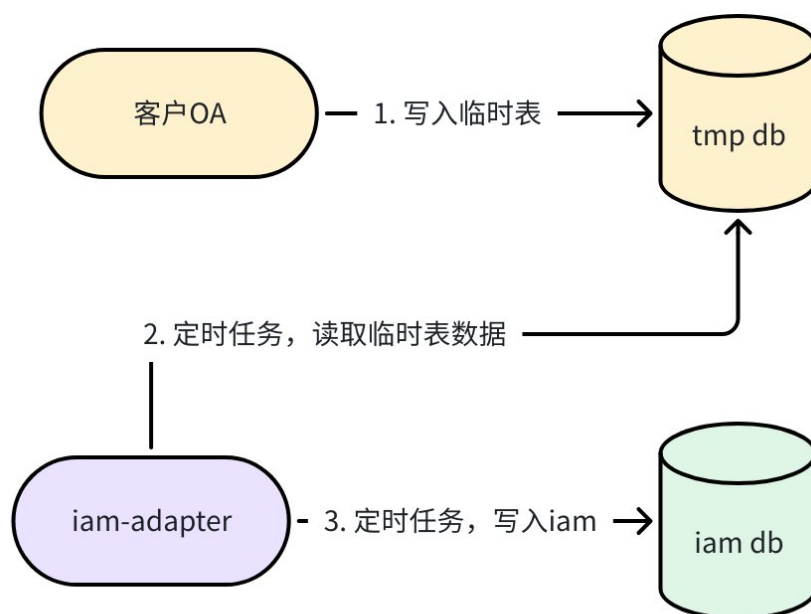 客户OA
1. 写入临时表
tmp db
2. 定时任务，读取临时表数据
iam-adapter
3. 定时任务，写入iam
iam db